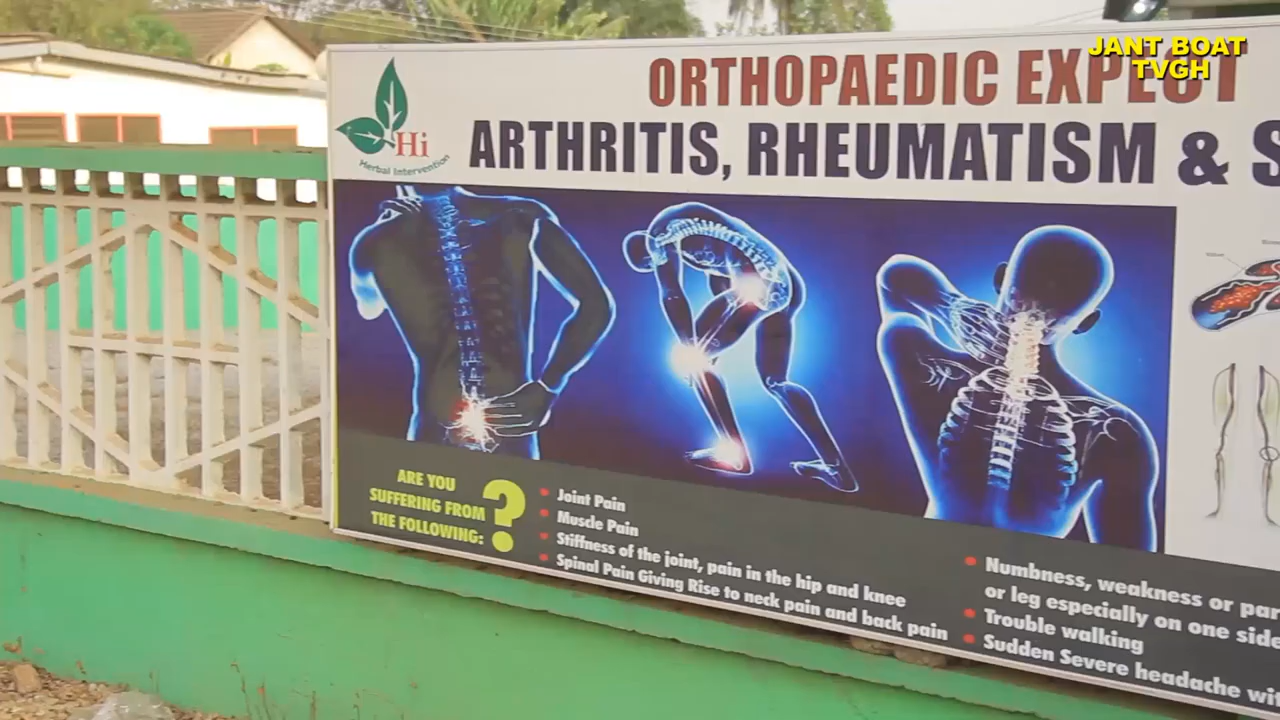 JANT BOAT
TVGH
ORTHOPAEDIC EXPECT
ARTHRITIS, RHEUMATISM & S
Hi
Herbal Intervention
ARE YOU
SUFFERING FROM
THE FOLLOWING:
?
Joint Pain
Muscle Pain
Stiffness of the joint, pain in the hip and knee
Spinal Pain Giving Rise to neck pain and back pain
Numbness, weakness or par
or leg especially on one side
Trouble walking
Sudden Severe headache wit